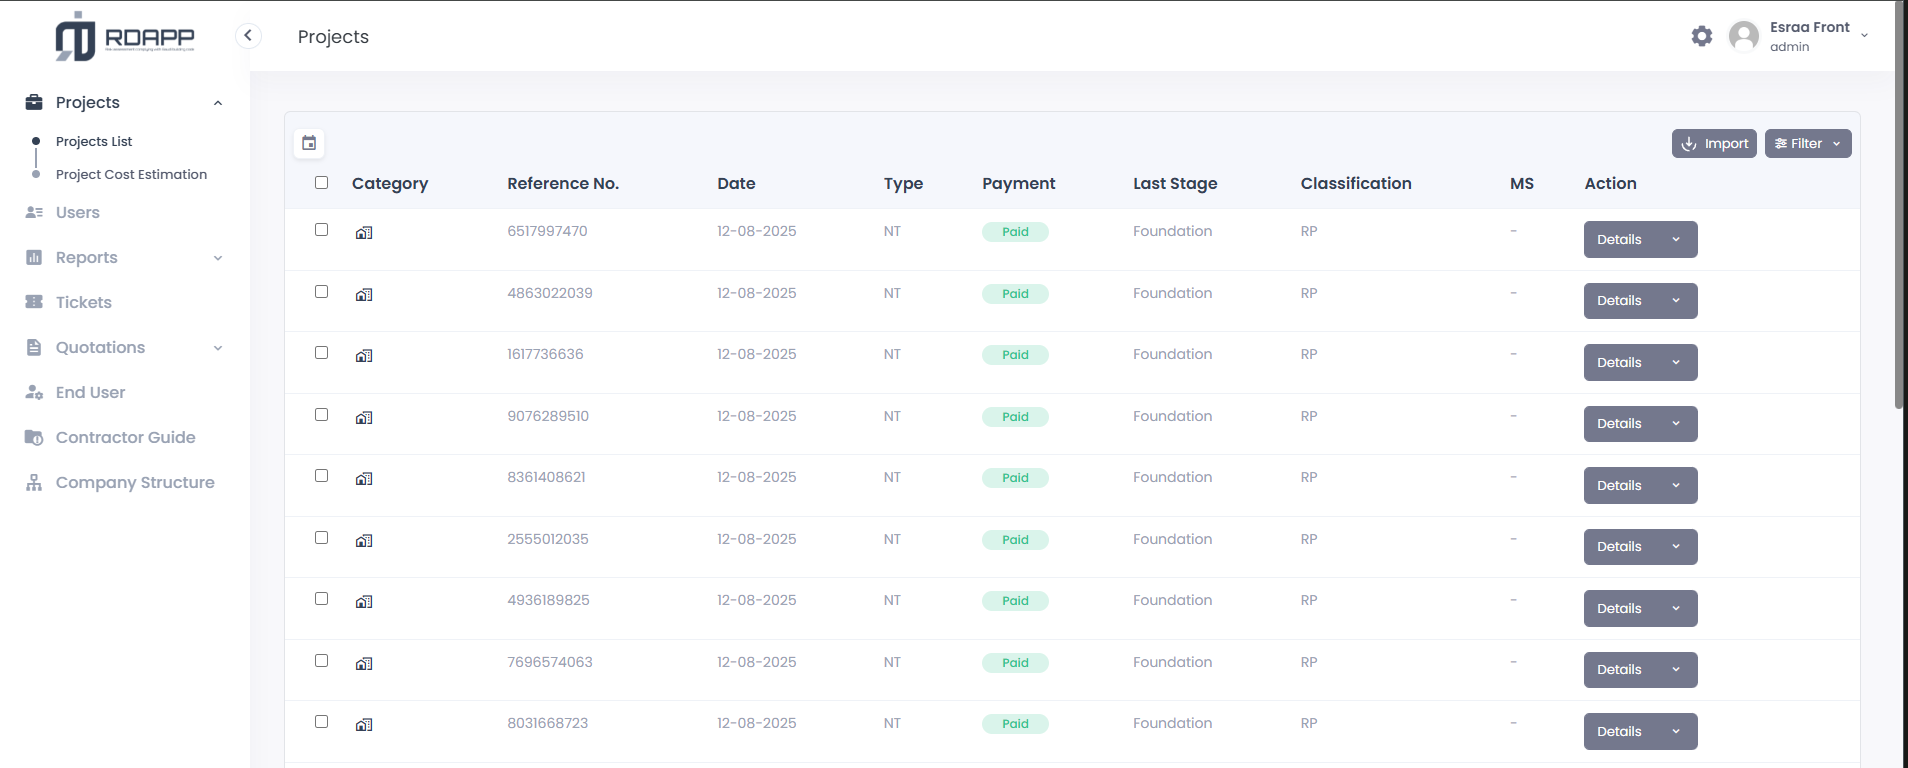 RDAPP
Projects
Esraa Front
admin
Projects
Projects List
Project Cost Estimation
Users
Reports
Tickets
Quotations
End User
Contractor Guide
Company Structure
Import Filter
Category Reference No. Date Type Payment Last Stage Classification MS Action
6517997470 12-08-2025 NT Paid Foundation RP - Details
4863022039 12-08-2025 NT Paid Foundation RP - Details
1617736636 12-08-2025 NT Paid Foundation RP - Details
9076289510 12-08-2025 NT Paid Foundation RP - Details
8361408621 12-08-2025 NT Paid Foundation RP - Details
2555012035 12-08-2025 NT Paid Foundation RP - Details
4936189825 12-08-2025 NT Paid Foundation RP - Details
7696574063 12-08-2025 NT Paid Foundation RP - Details
8031668723 12-08-2025 NT Paid Foundation RP - Details